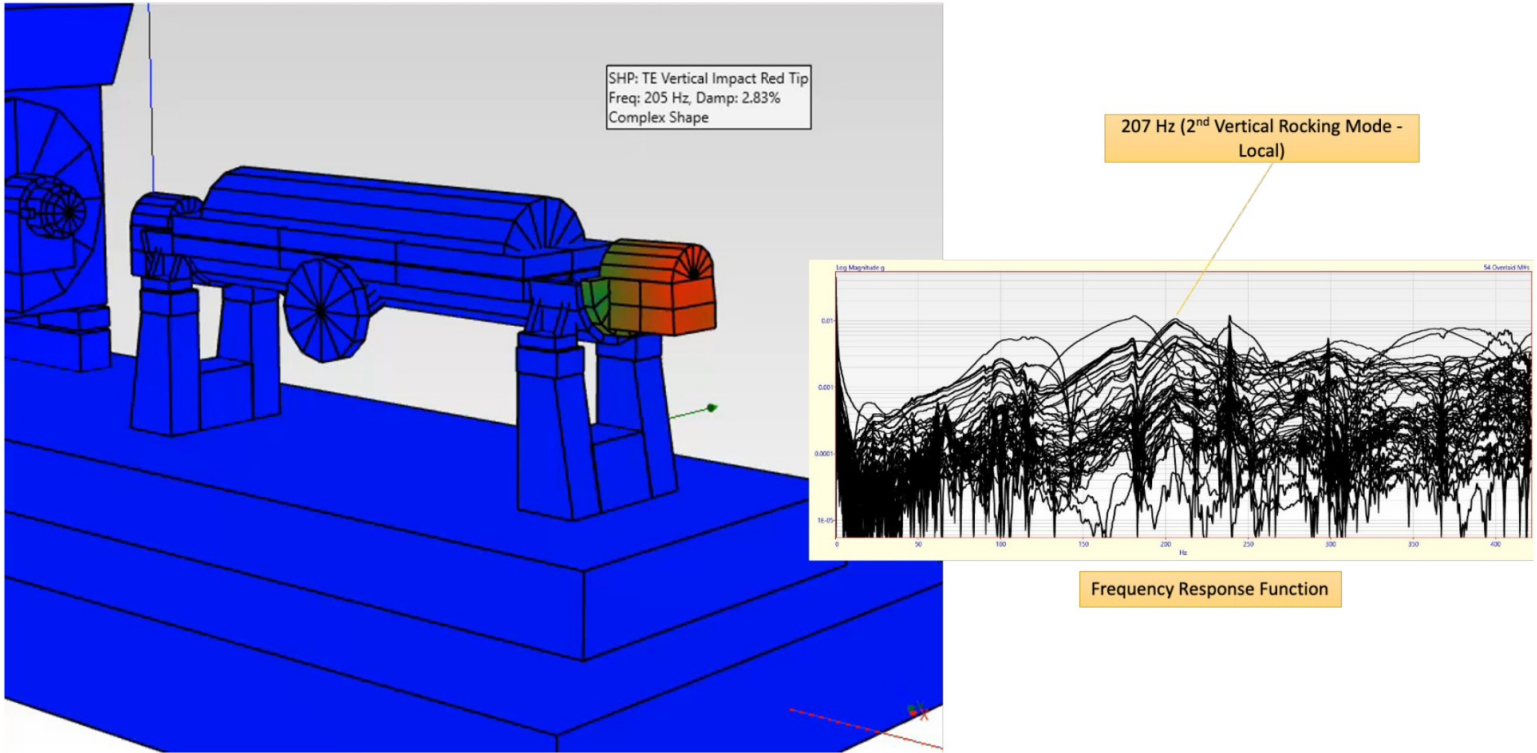 SHP: TE Vertical Impact Red Tip
Freq: 205 Hz, Damp: 2.83%
Complex Shape
207 Hz (2nd Vertical Rocking Mode -
Local)
Log Magnitude g
54 Overlaid M#s
0.01
0.001
0.0001
1E-05
0
50
100
150
200
250
300
350
400
Hz
Frequency Response Function
X